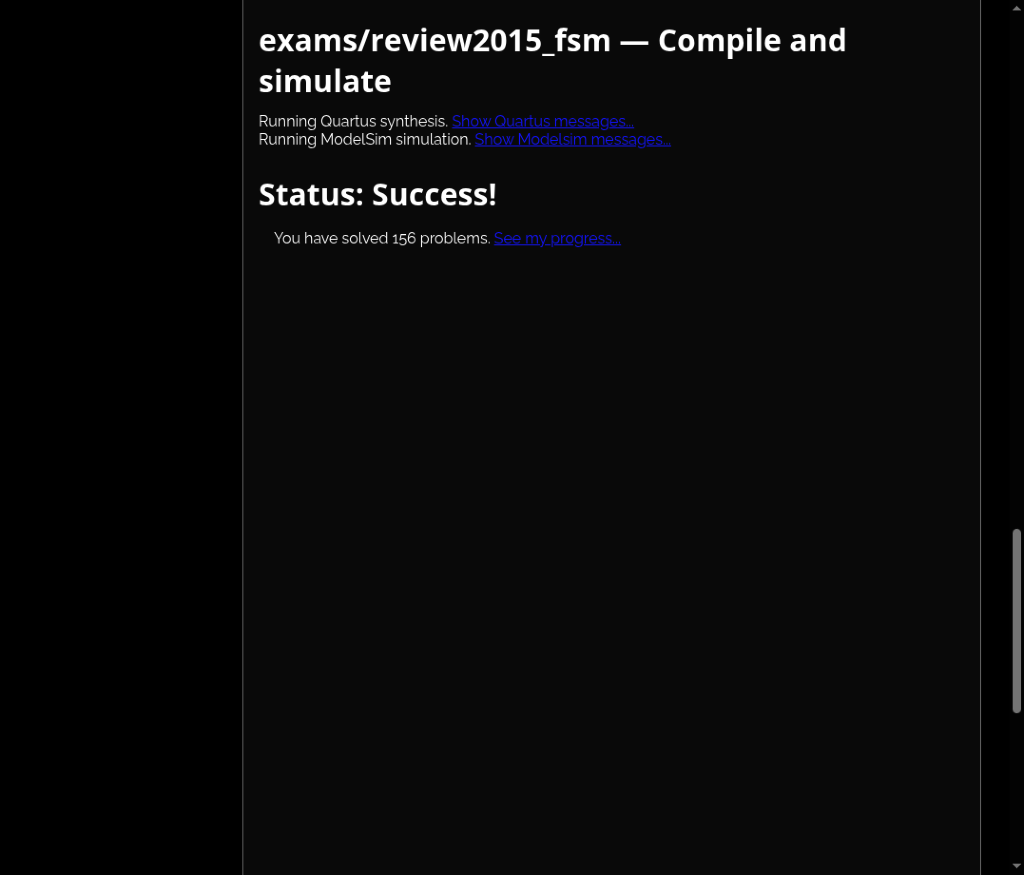 exams/review2015_fsm — Compile and
simulate
Running Quartus synthesis. Show Quartus messages...
Running ModelSim simulation. Show Modelsim messages...
Status: Success!
You have solved 156 problems. See my progress...